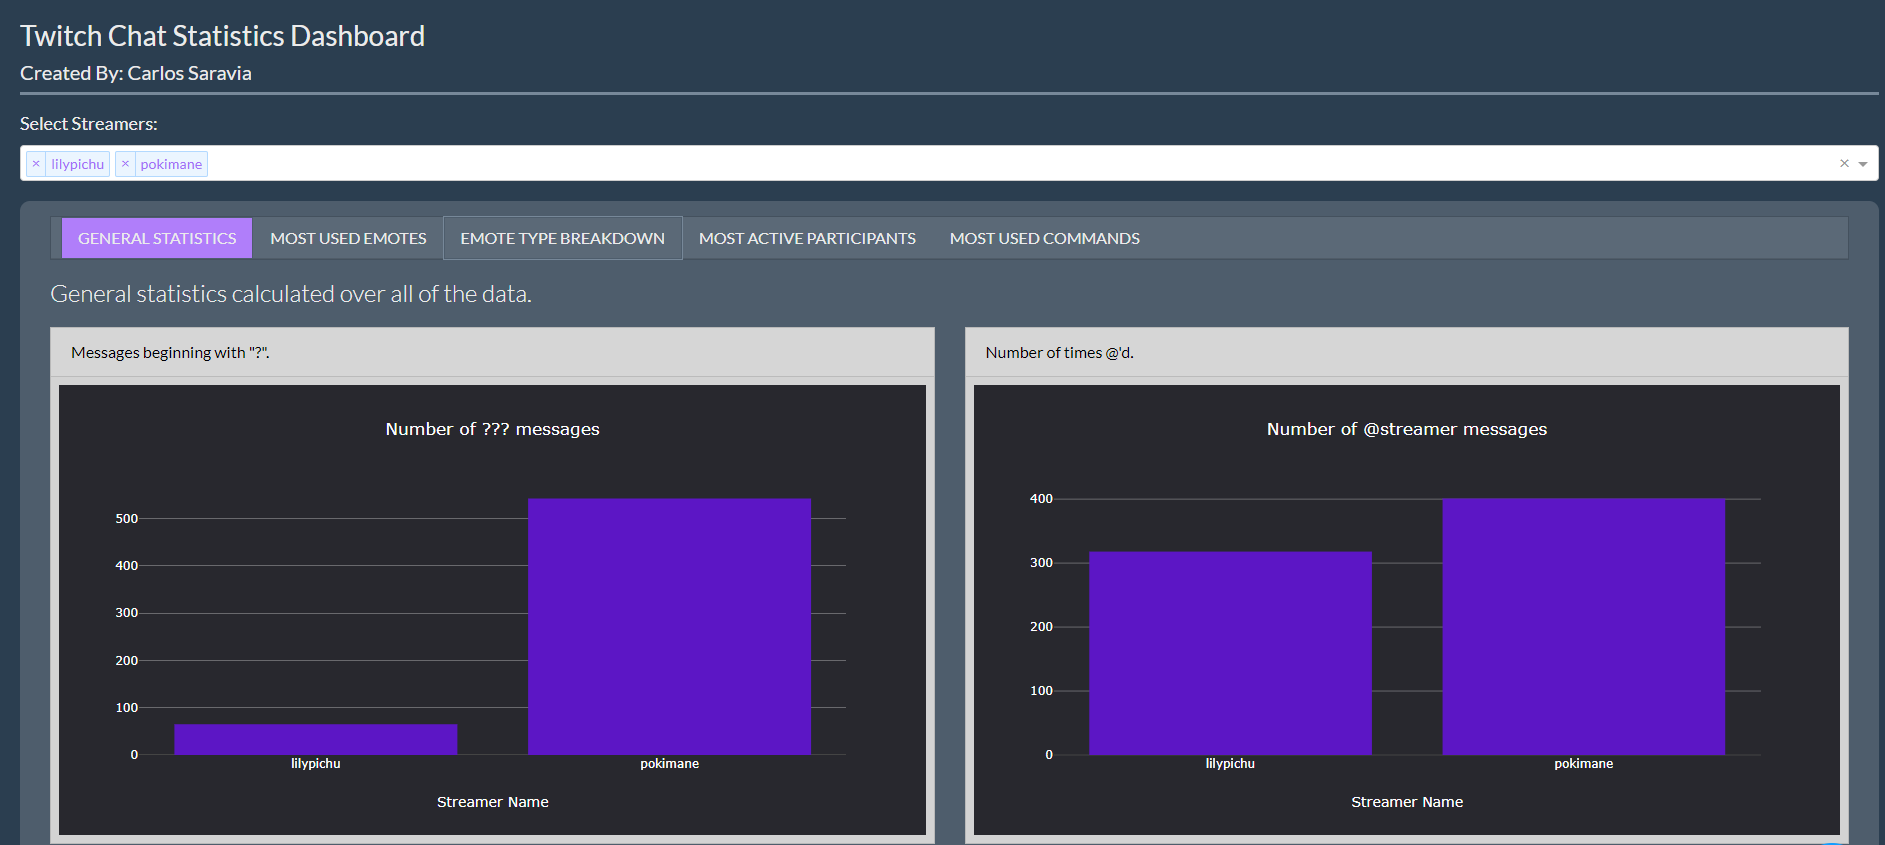 Twitch Chat Statistics Dashboard
Created By: Carlos Saravia
Select Streamers:
× lilypichu × pokimane ×
GENERAL STATISTICS MOST USED EMOTES EMOTE TYPE BREAKDOWN MOST ACTIVE PARTICIPANTS MOST USED COMMANDS
General statistics calculated over all of the data.
Messages beginning with "?".
Number of ??? messages
500
400
300
200
100
0
lilypichu pokimane
Streamer Name
Number of times @'d.
Number of @streamer messages
400
300
200
100
0
lilypichu pokimane
Streamer Name